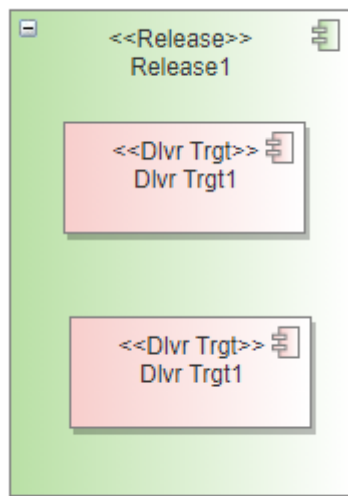 <<Release>>
Release1
<<Dlvr Trgt>>
Dlvr Trgt1
<<Dlvr Trgt>>
Dlvr Trgt1